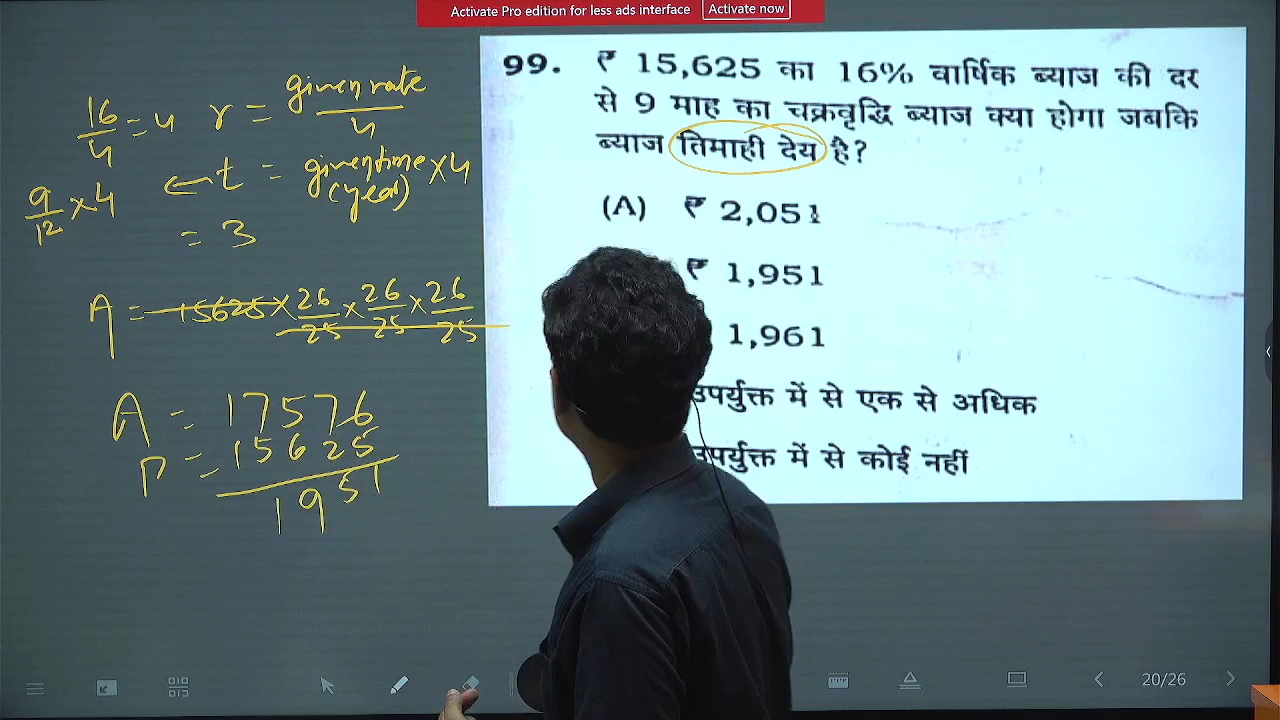 Activate Pro edition for less ads interface Activate now
16/4 = 4 r = given rate/4
t = given time (year) × 4
9/12 × 4
= 3
A = 15625 × 26/25 × 26/25 × 26/25
A = 17576
P = 15625
1951
99. ₹ 15,625 का 16% वार्षिक ब्याज की दर
से 9 माह का चक्रवृद्धि ब्याज क्या होगा जबकि
ब्याज तिमाही देय है?
(A) ₹ 2,051
₹ 1,951
1,961
उपर्युक्त में से एक से अधिक
उपर्युक्त में से कोई नहीं
20/26